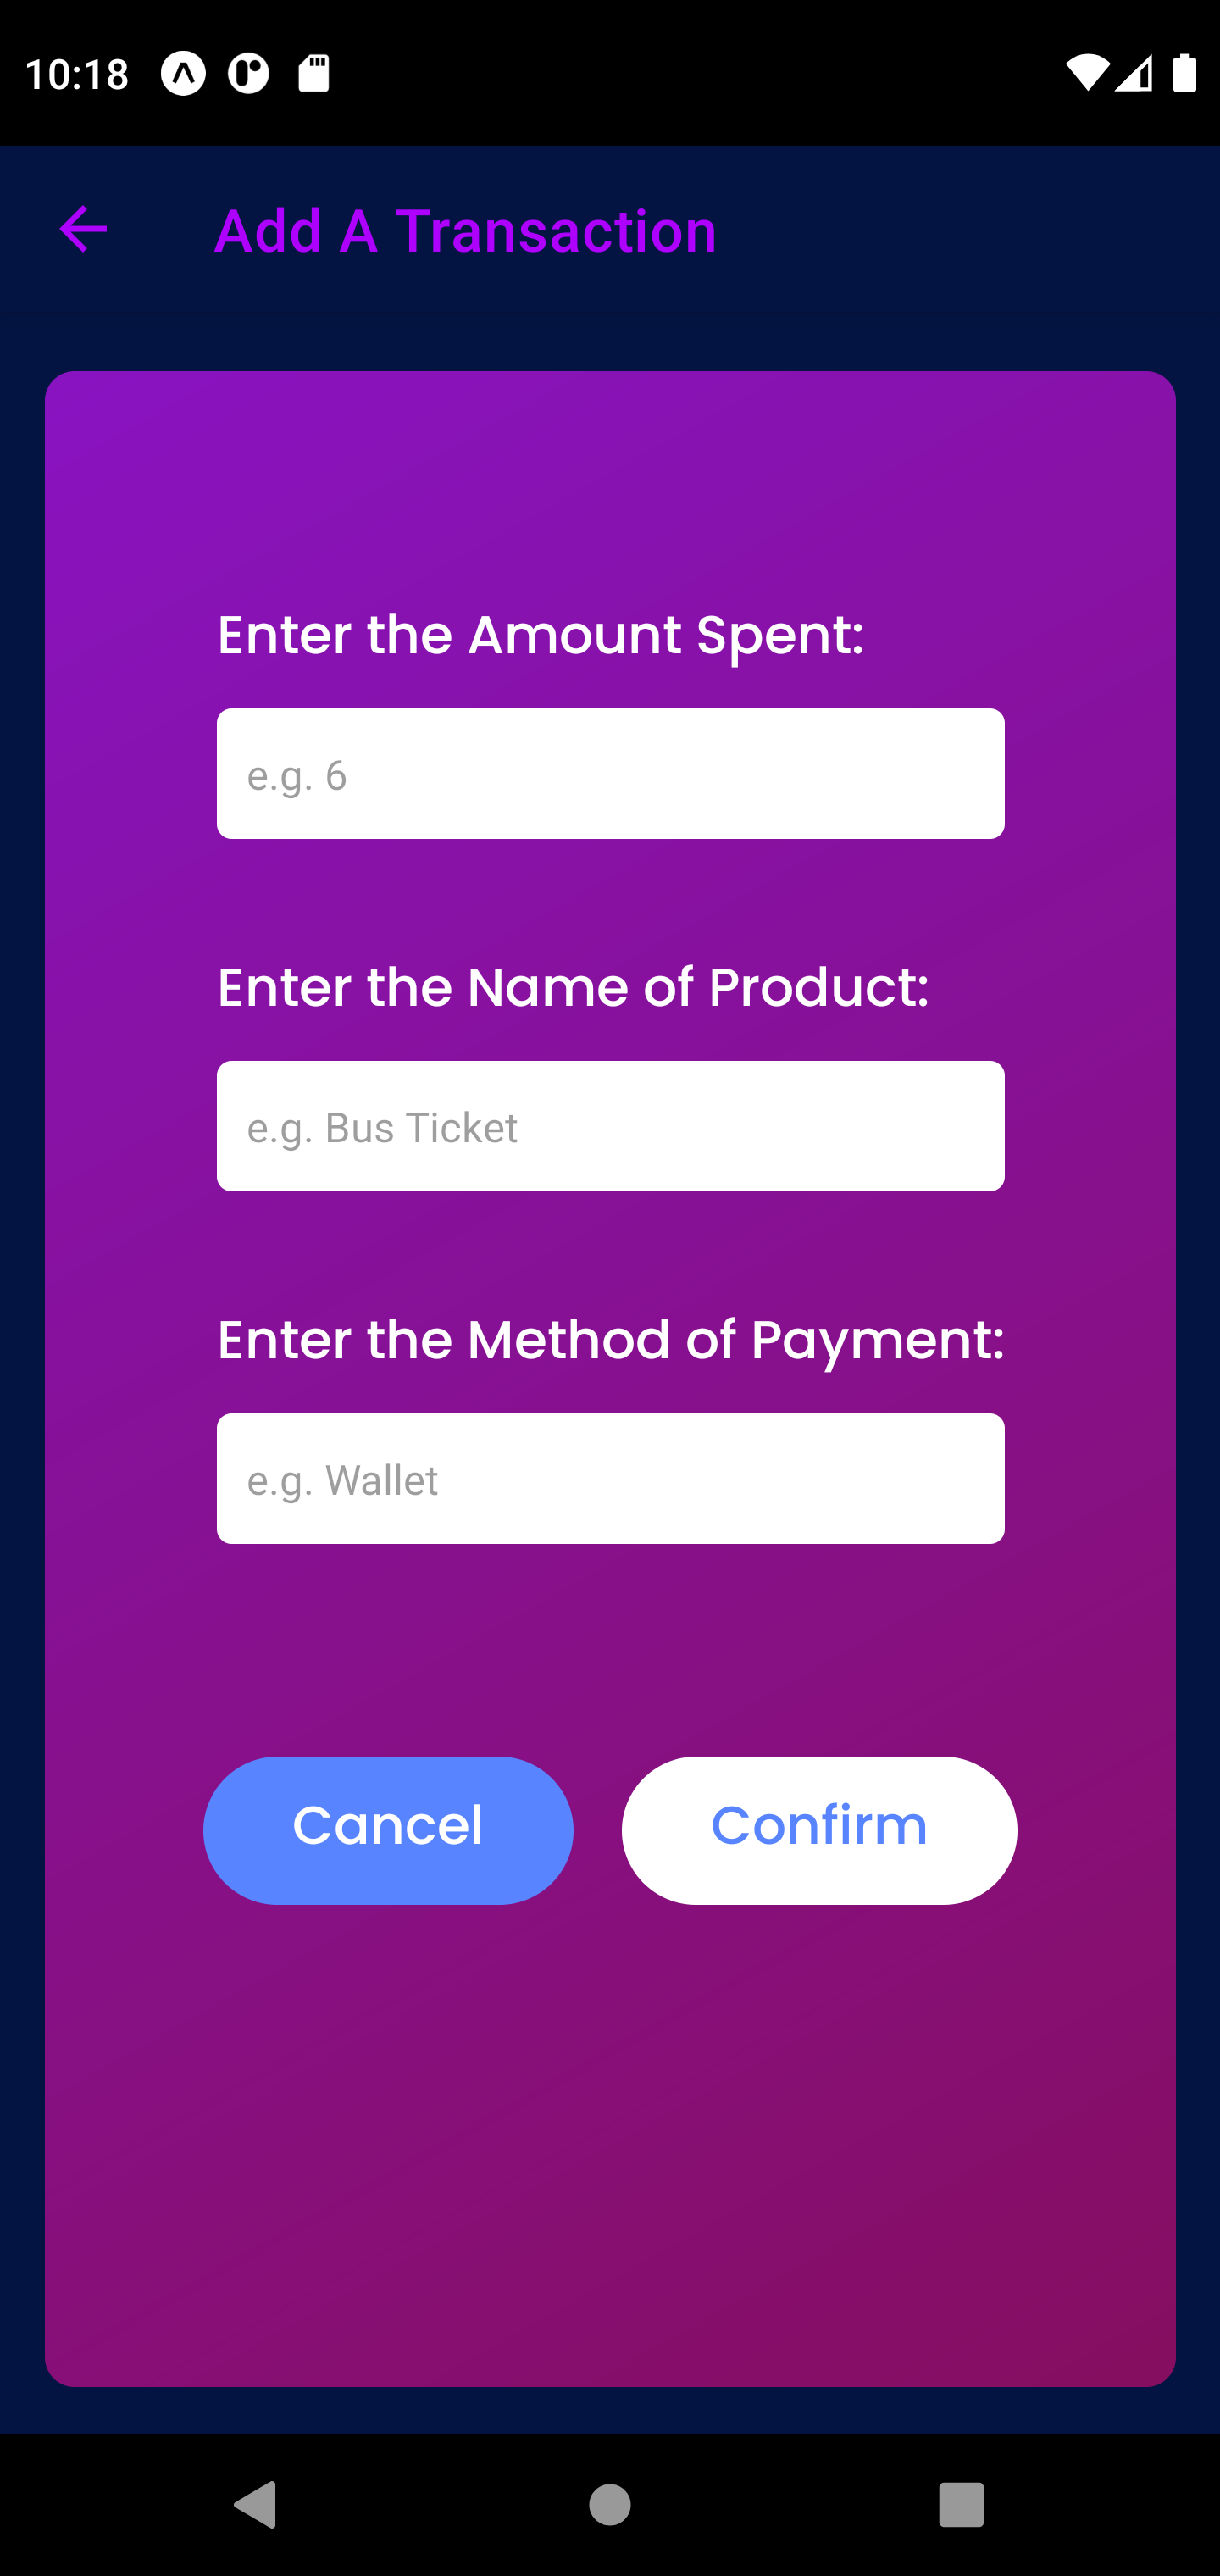 10:18
Add A Transaction
Enter the Amount Spent:
e.g. 6
Enter the Name of Product:
e.g. Bus Ticket
Enter the Method of Payment:
e.g. Wallet
Cancel Confirm